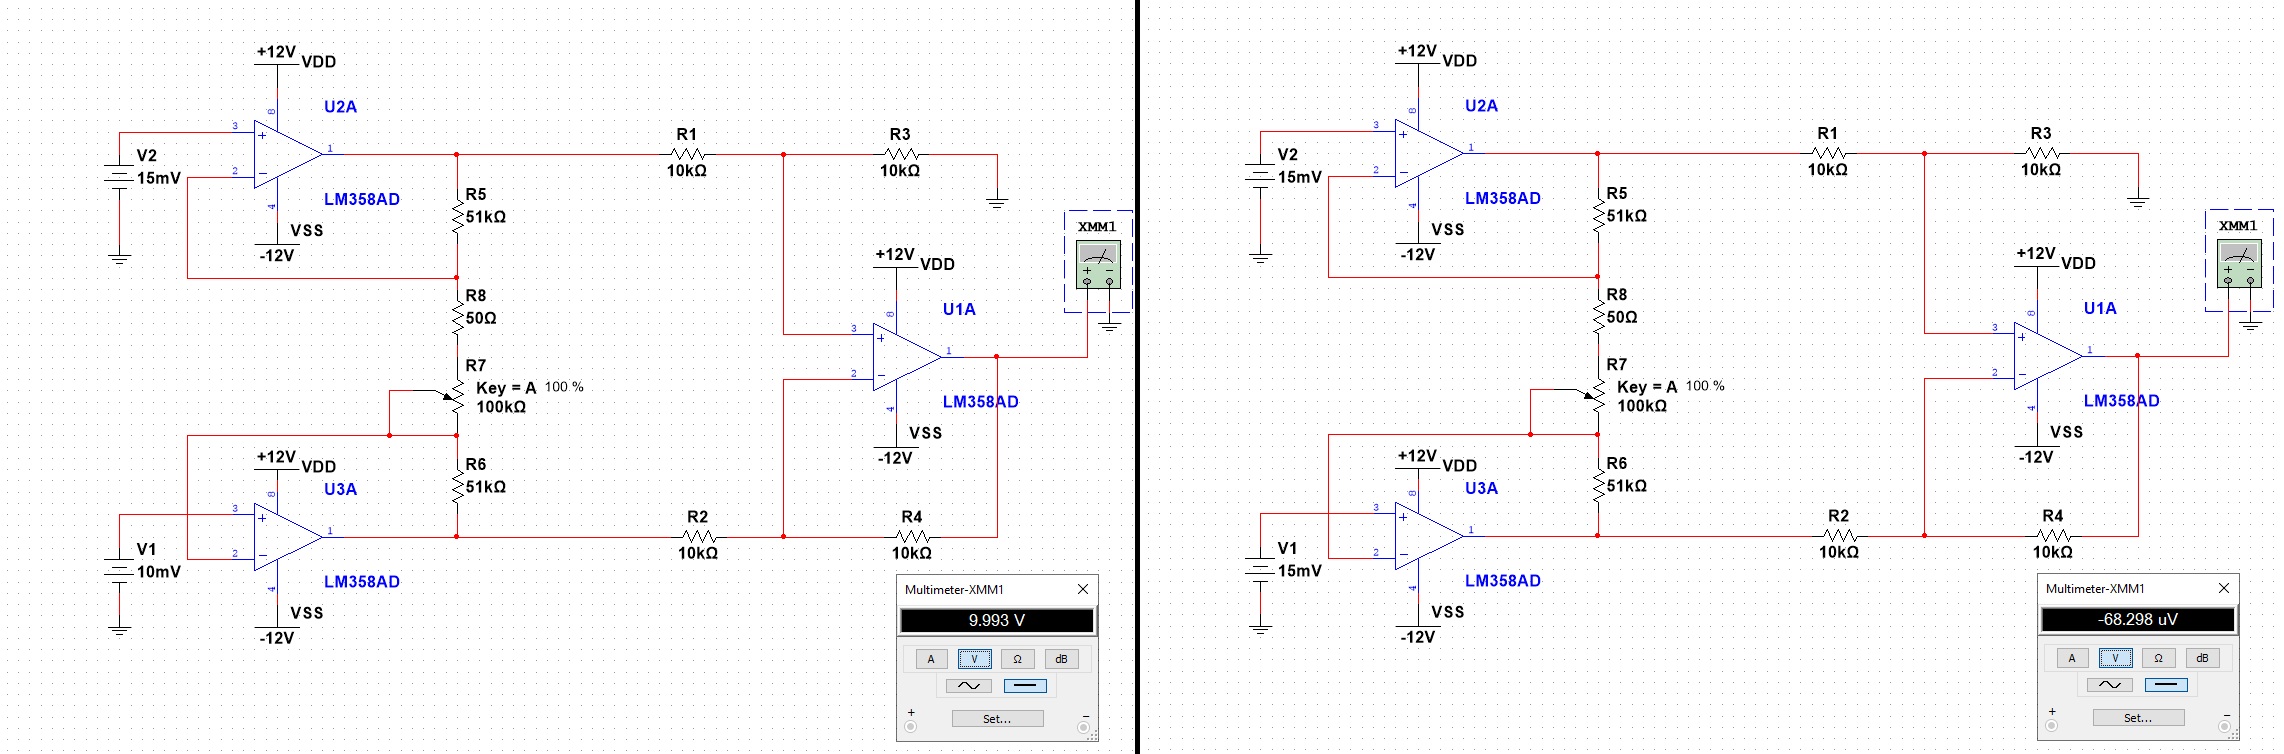 +12V
VDD
8
U2A
3
+
1
2
−
4
LM358AD
VSS
-12V
V2
15mV
R1
10kΩ
R3
10kΩ
R5
51kΩ
XMM1
+ −
+12V
VDD
8
U1A
3
+
1
2
−
4
LM358AD
VSS
-12V
R8
50Ω
R7
Key = A 100 %
100kΩ
+12V
VDD
8
U3A
3
+
1
2
−
4
LM358AD
VSS
-12V
R6
51kΩ
V1
10mV
R2
10kΩ
R4
10kΩ
Multimeter-XMM1
9.993 V
A V Ω dB
Set...
+ −
+12V
VDD
8
U2A
3
+
1
2
−
4
LM358AD
VSS
-12V
V2
15mV
R1
10kΩ
R3
10kΩ
R5
51kΩ
XMM1
+ −
+12V
VDD
8
U1A
3
+
1
2
−
4
LM358AD
VSS
-12V
R8
50Ω
R7
Key = A 100 %
100kΩ
+12V
VDD
8
U3A
3
+
1
2
−
4
LM358AD
VSS
-12V
R6
51kΩ
V1
15mV
R2
10kΩ
R4
10kΩ
Multimeter-XMM1
-68.298 uV
A V Ω dB
Set...
+ −